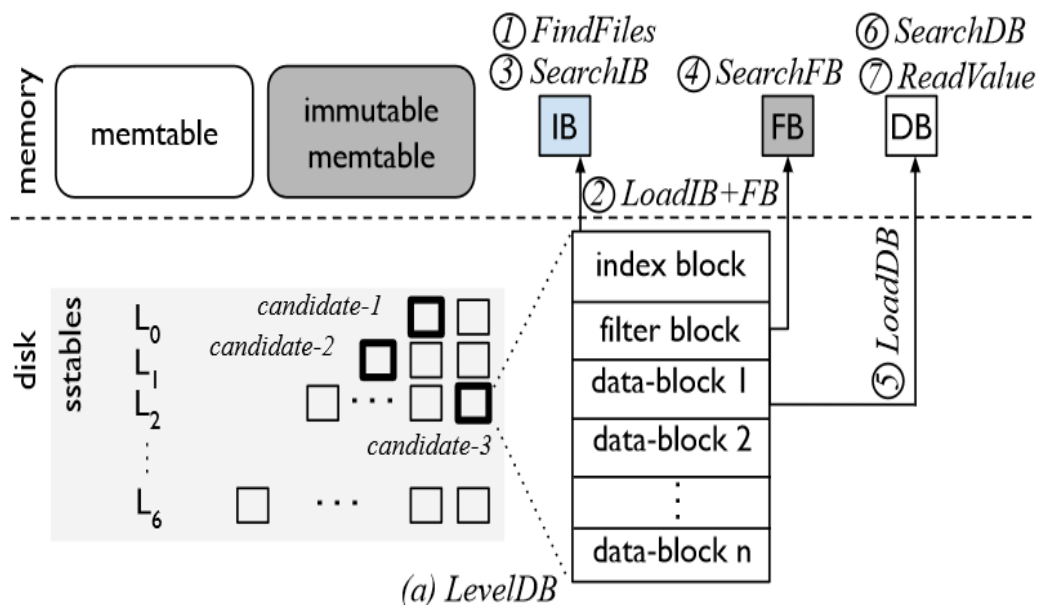 ① FindFiles
③ SearchIB
④ SearchFB
⑥ SearchDB
⑦ ReadValue
memory
memtable
immutable
memtable
IB
FB
DB
② LoadIB+FB
disk
sstables
L0
L1
L2
L6
candidate-1
candidate-2
candidate-3
index block
filter block
data-block 1
data-block 2
data-block n
⑤ LoadDB
(a) LevelDB